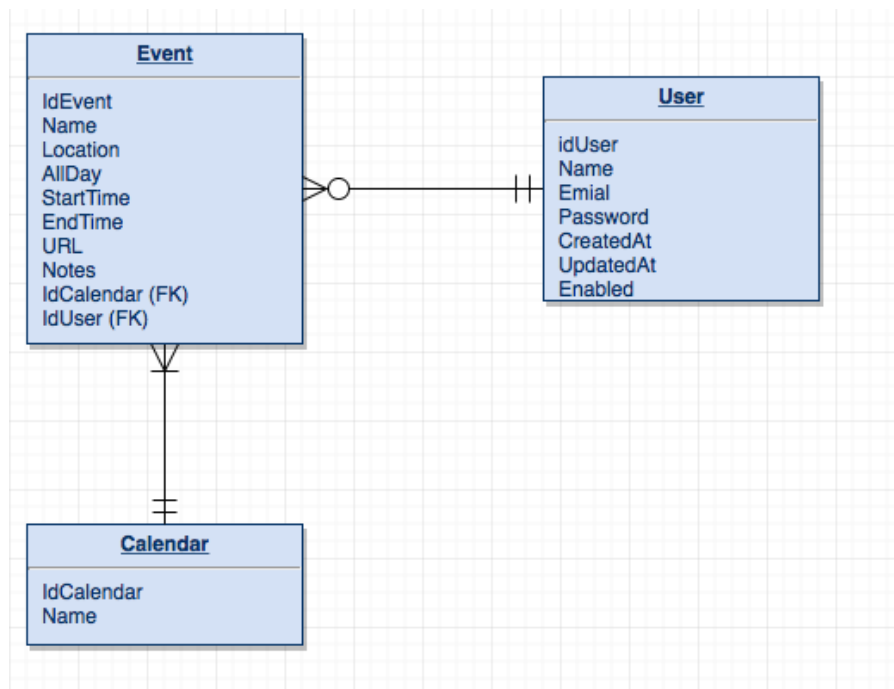 Event
IdEvent
Name
Location
AllDay
StartTime
EndTime
URL
Notes
IdCalendar (FK)
IdUser (FK)
User
idUser
Name
Emial
Password
CreatedAt
UpdatedAt
Enabled
Calendar
IdCalendar
Name